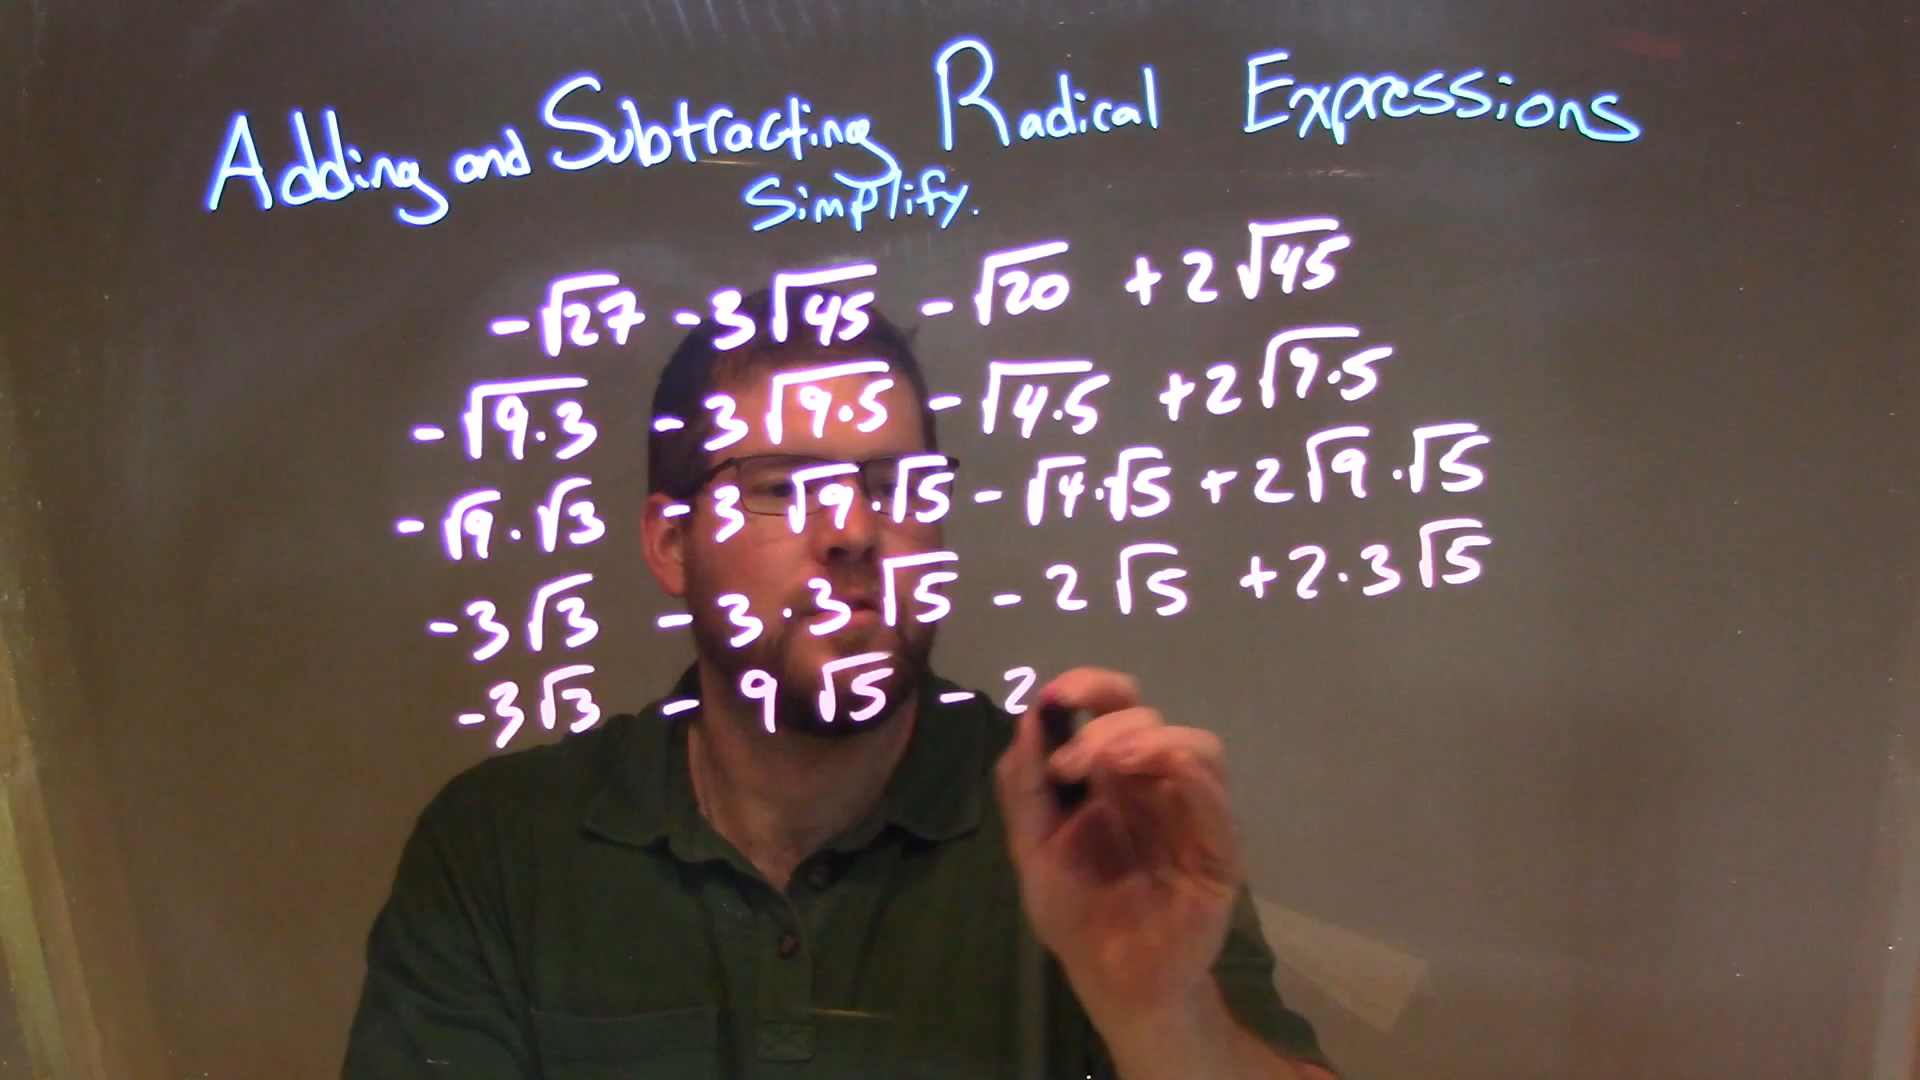 Adding and Subtracting Radical Expressions
Simplify.
-√27 -3√45 -√20 +2√45
-√9·3 -3√9·5 -√4·5 +2√9·5
-√9·√3 -3√9·√5 -√4·√5 +2√9·√5
-3√3 -3·3√5 -2√5 +2·3√5
-3√3 -9√5 -2